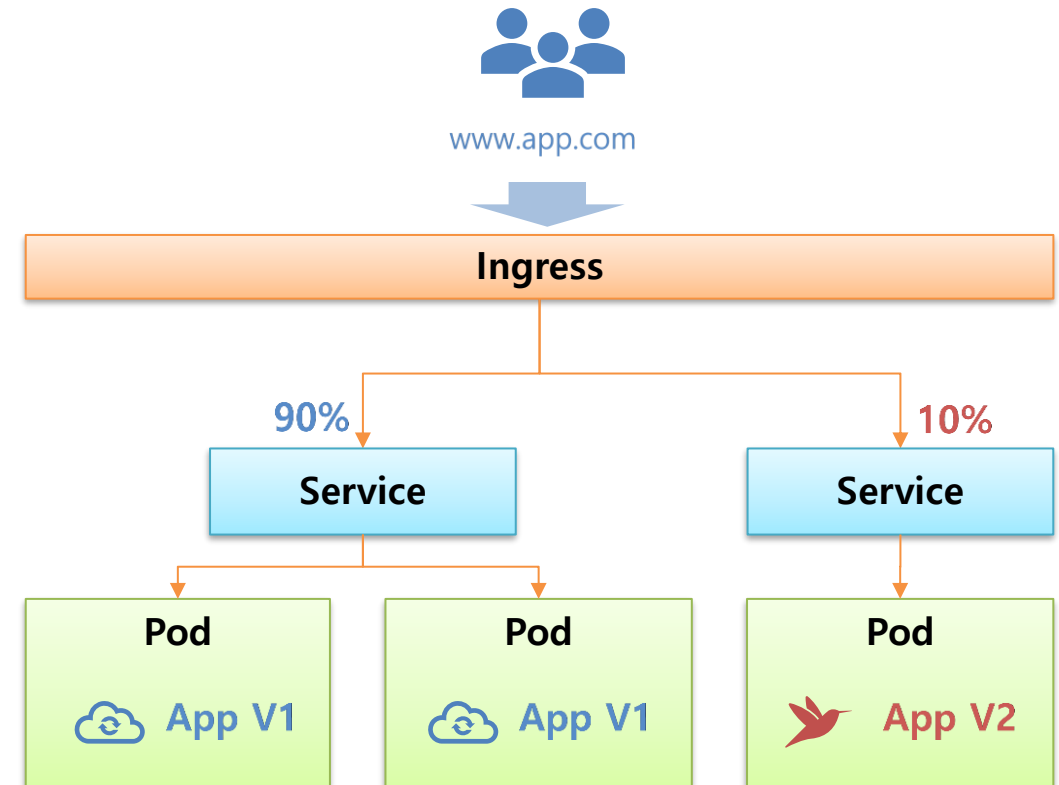 www.app.com
Ingress
90%
10%
Service
Service
Pod
Pod
Pod
App V1
App V1
App V2